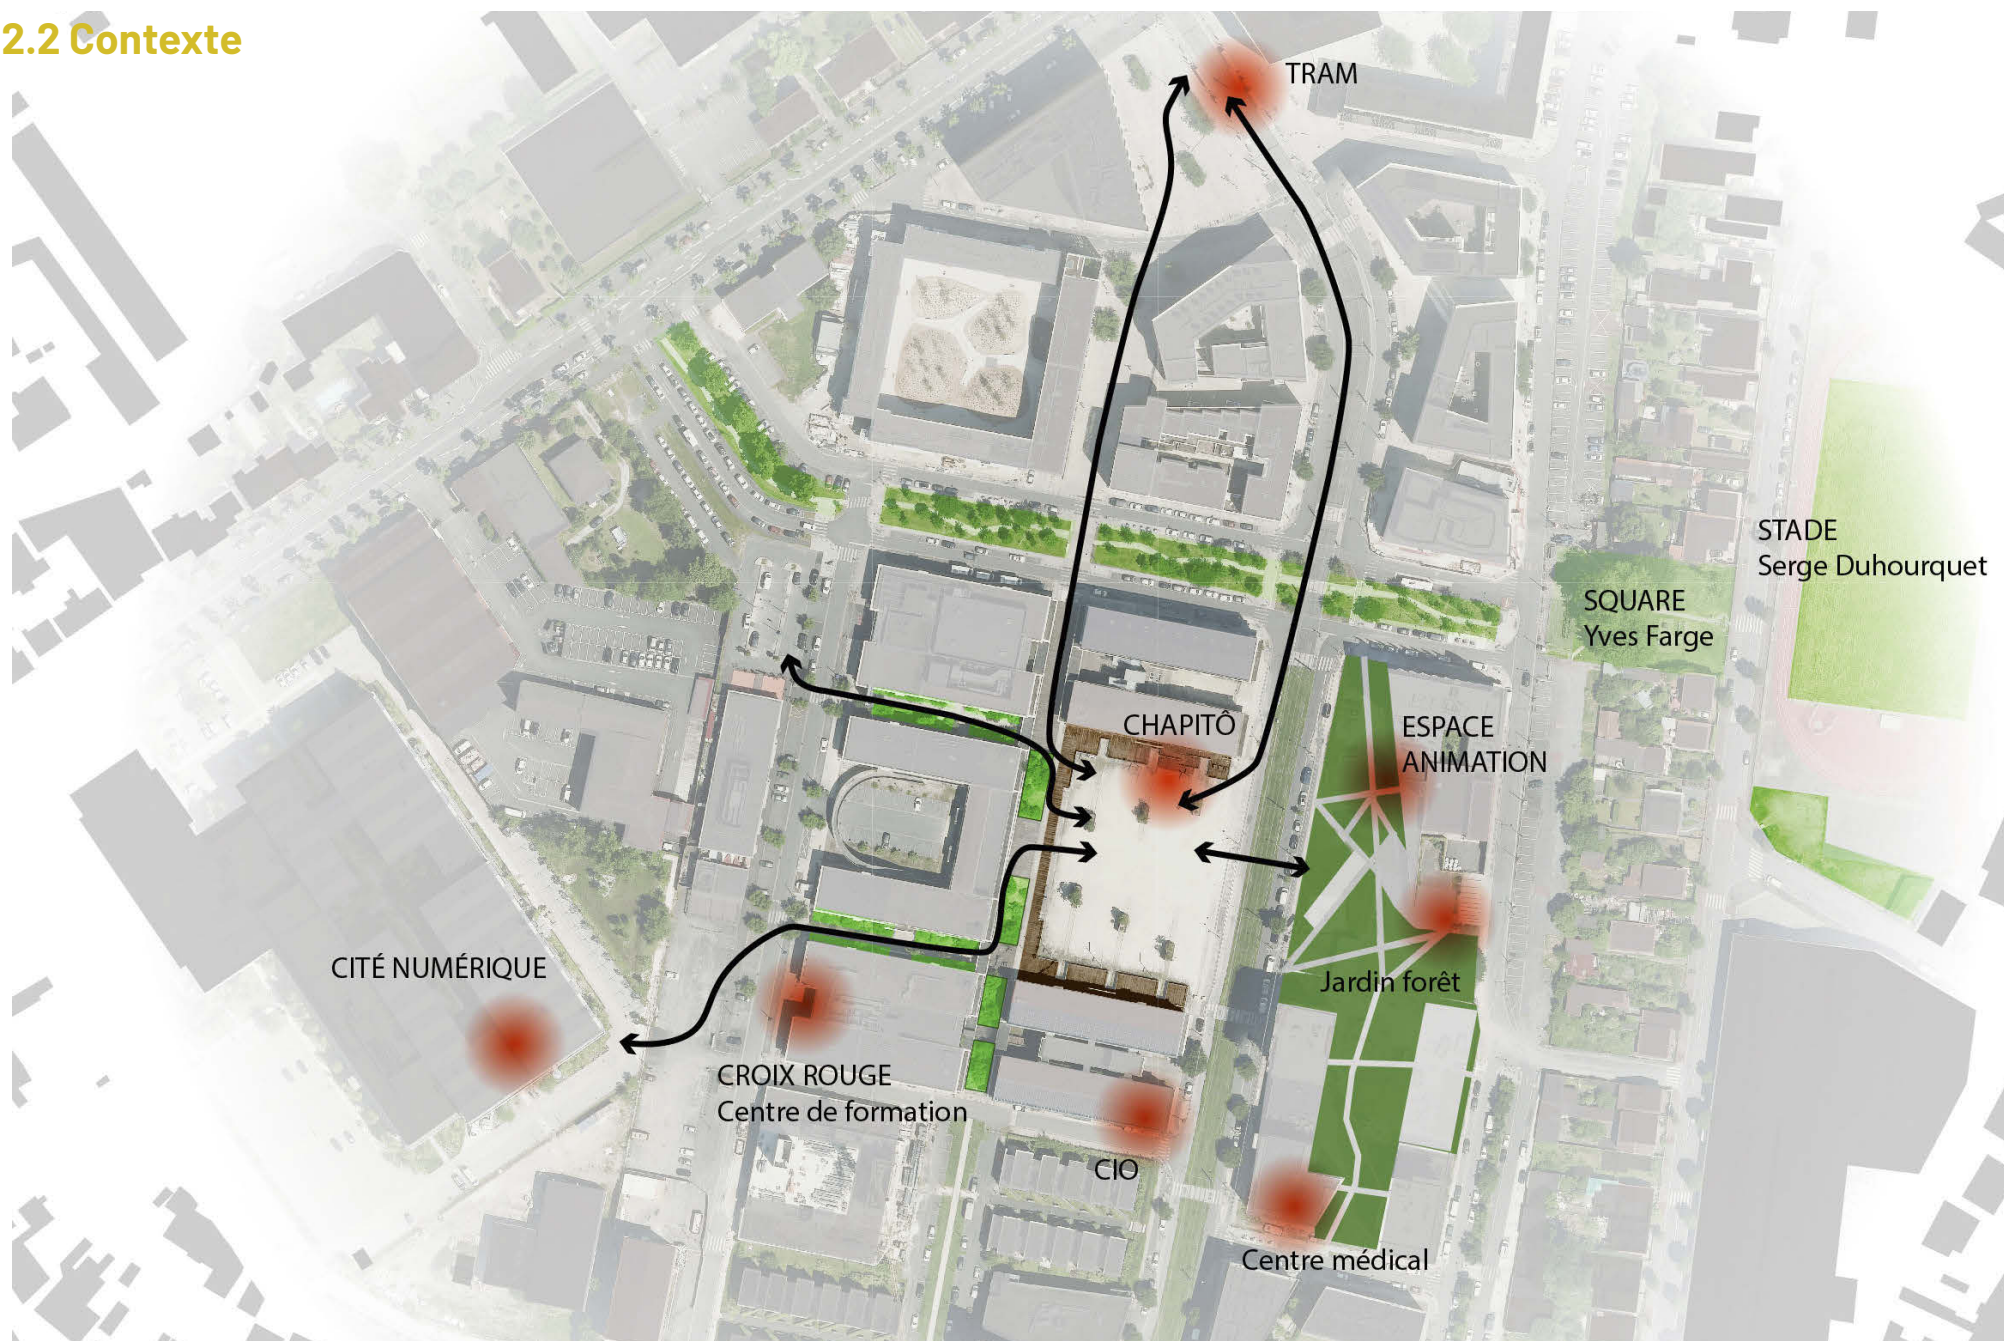 2.2 Contexte
TRAM
STADE
Serge Duhourquet
SQUARE
Yves Farge
CHAPITÔ
ESPACE
ANIMATION
CITÉ NUMÉRIQUE
Jardin forêt
CROIX ROUGE
Centre de formation
CIO
Centre médical